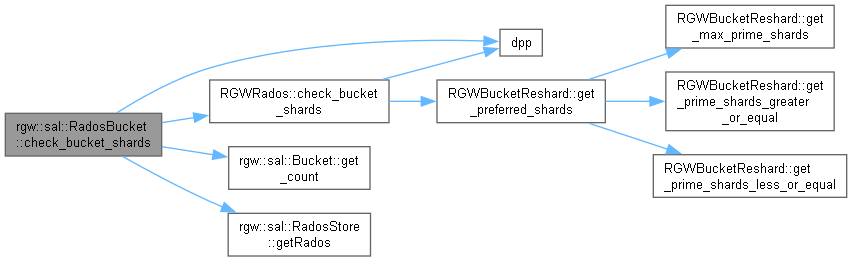 rgw::sal::RadosBucket
::check_bucket_shards
dpp
RGWRados::check_bucket
_shards
rgw::sal::Bucket::get
_count
rgw::sal::RadosStore
::getRados
RGWBucketReshard::get
_preferred_shards
RGWBucketReshard::get
_max_prime_shards
RGWBucketReshard::get
_prime_shards_greater
_or_equal
RGWBucketReshard::get
_prime_shards_less_or_equal